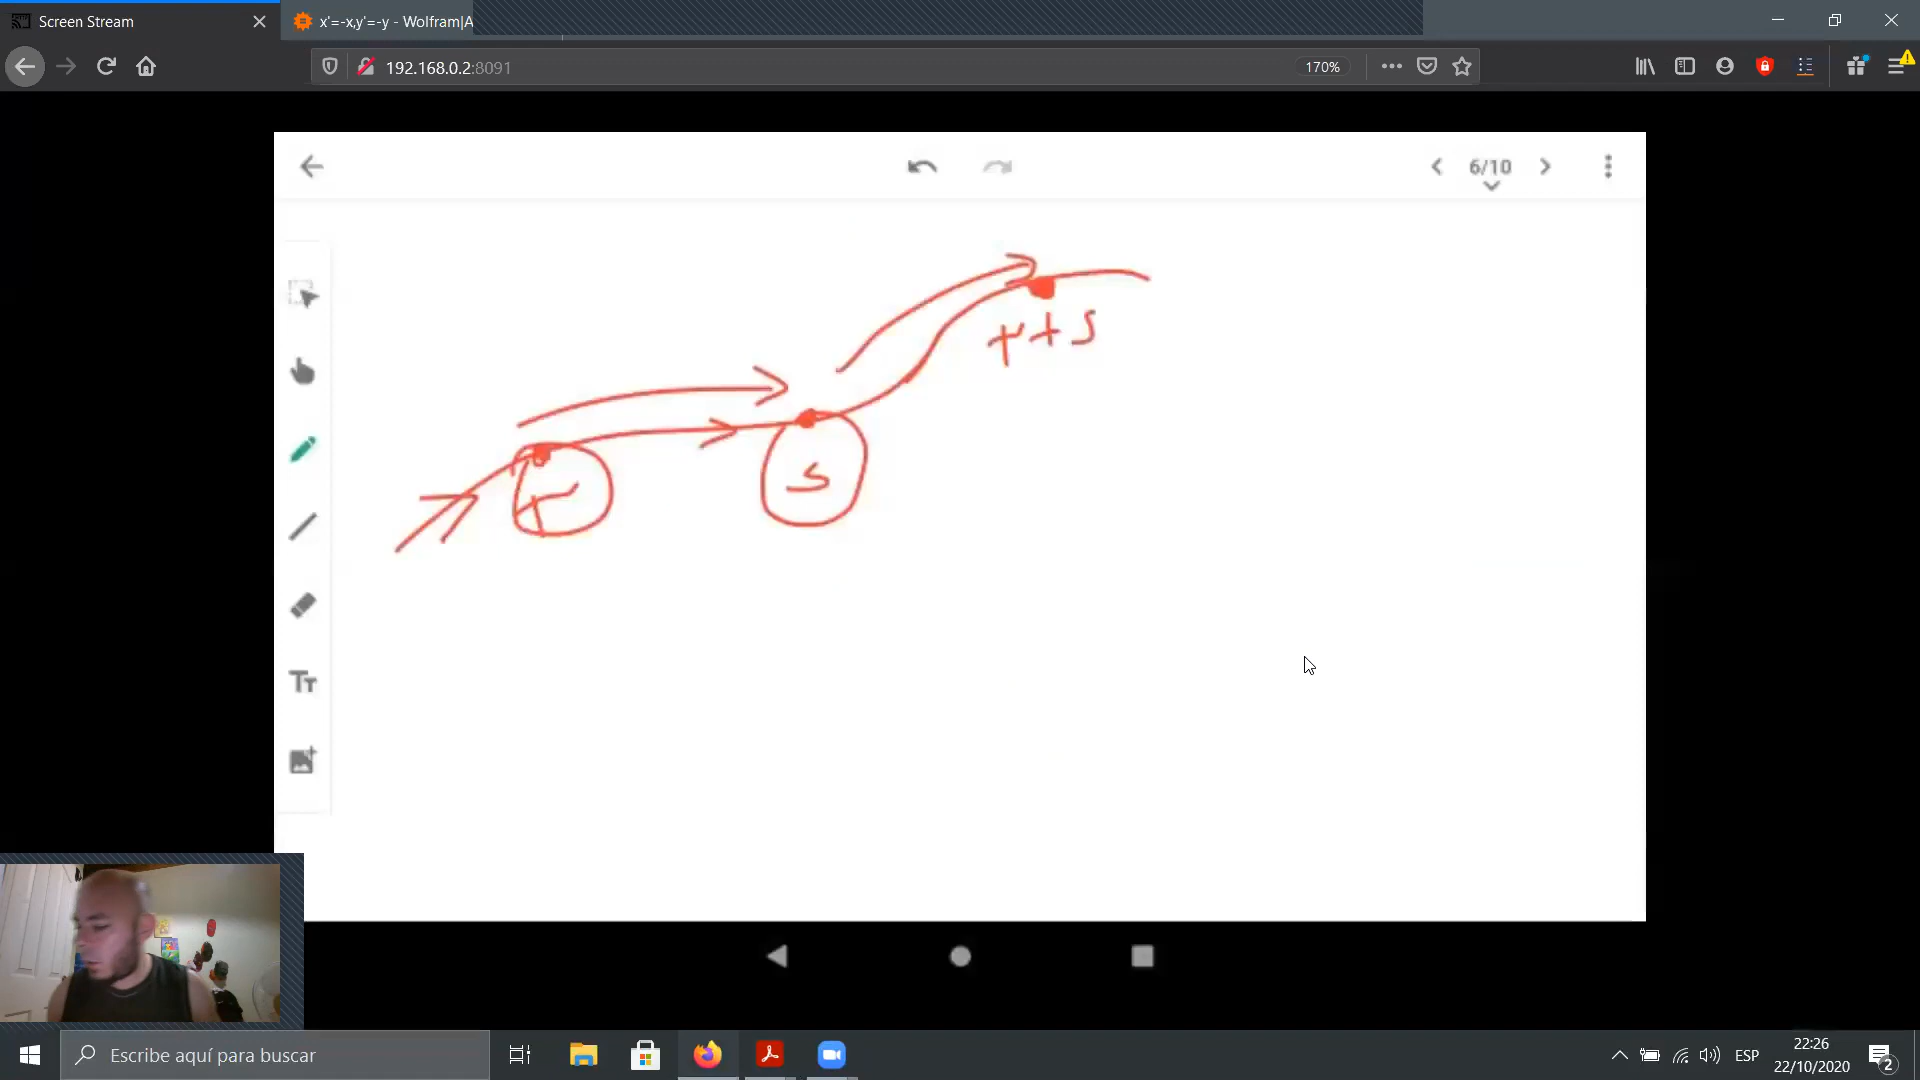 Screen Stream
x'=-x,y'=-y - Wolfram|A
192.168.0.2:8091
170%
6/10
r+s
r
s
Tт
Escribe aquí para buscar
ESP
22:26
22/10/2020
2